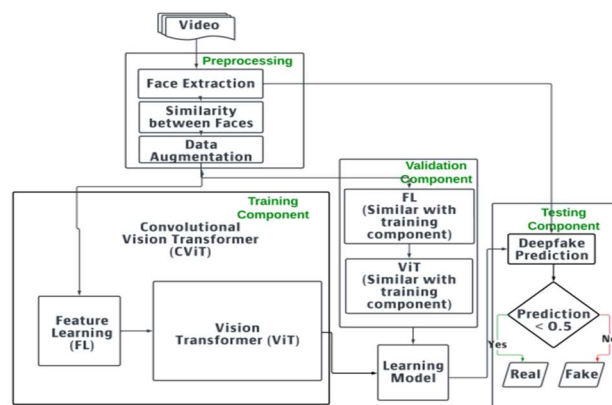 Video
Preprocessing
Face Extraction
Similarity
between Faces
Data
Augmentation
Training
Component
Convolutional
Vision Transformer
(CViT)
Feature
Learning
(FL)
Vision
Transformer (ViT)
Validation
Component
FL
(Similar with
training
component)
ViT
(Similar with
training
component)
Learning
Model
Testing
Component
Deepfake
Prediction
Prediction
< 0.5
Yes
No
Real
Fake